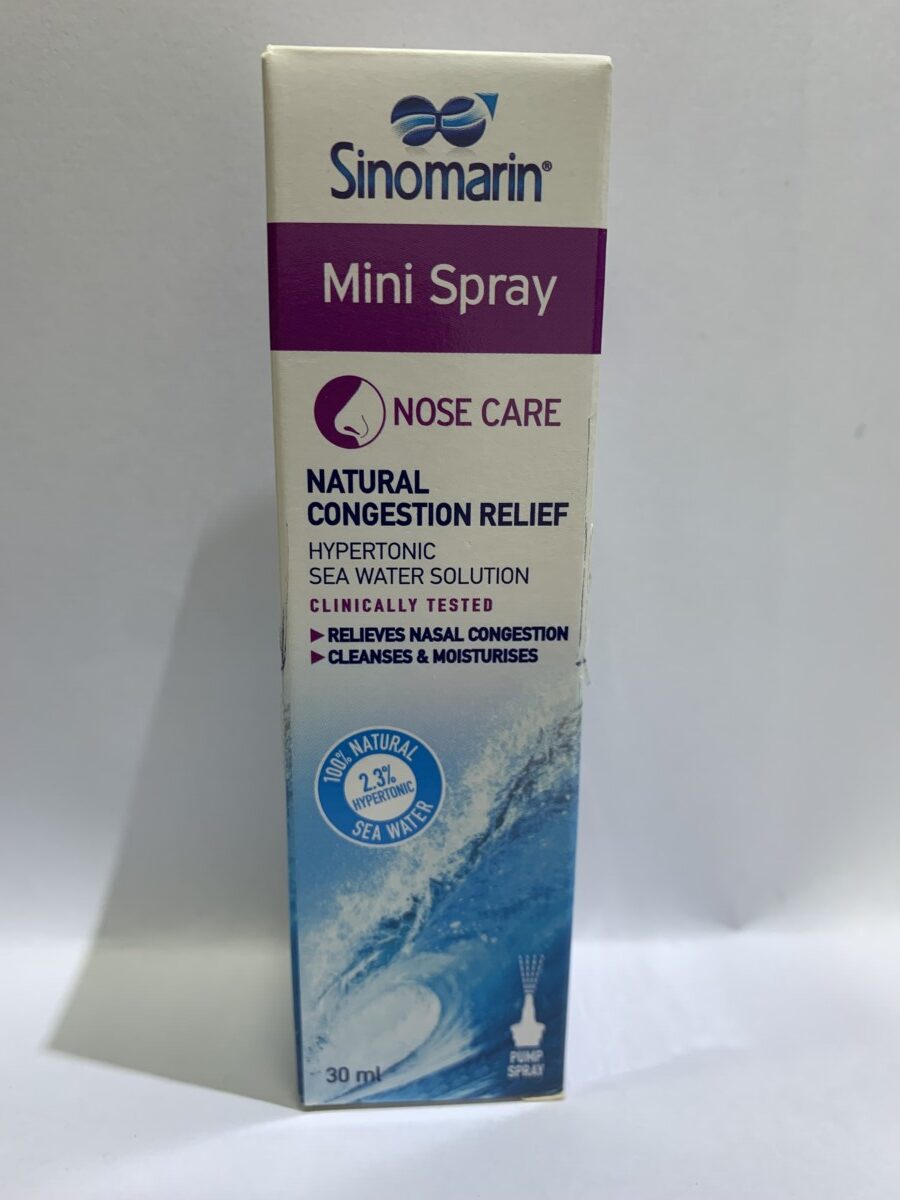 Sinomarin®
Mini Spray
NOSE CARE
NATURAL
CONGESTION RELIEF
HYPERTONIC
SEA WATER SOLUTION
CLINICALLY TESTED
RELIEVES NASAL CONGESTION
CLEANSES & MOISTURISES
100% NATURAL
2.3%
HYPERTONIC
SEA WATER
PUMP
SPRAY
30 ml